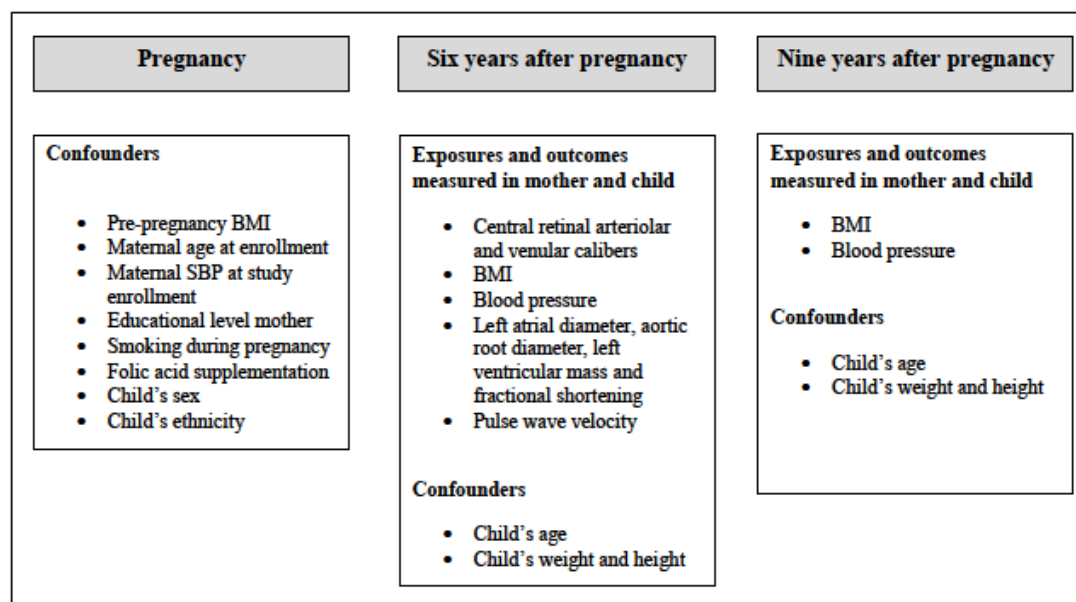 Pregnancy
Confounders
• Pre-pregnancy BMI
• Maternal age at enrollment
• Maternal SBP at study
enrollment
• Educational level mother
• Smoking during pregnancy
• Folic acid supplementation
• Child's sex
• Child's ethnicity
Six years after pregnancy
Exposures and outcomes
measured in mother and child
• Central retinal arteriolar
and venular calibers
• BMI
• Blood pressure
• Left atrial diameter, aortic
root diameter, left
ventricular mass and
fractional shortening
• Pulse wave velocity
Confounders
• Child's age
• Child's weight and height
Nine years after pregnancy
Exposures and outcomes
measured in mother and child
• BMI
• Blood pressure
Confounders
• Child's age
• Child's weight and height